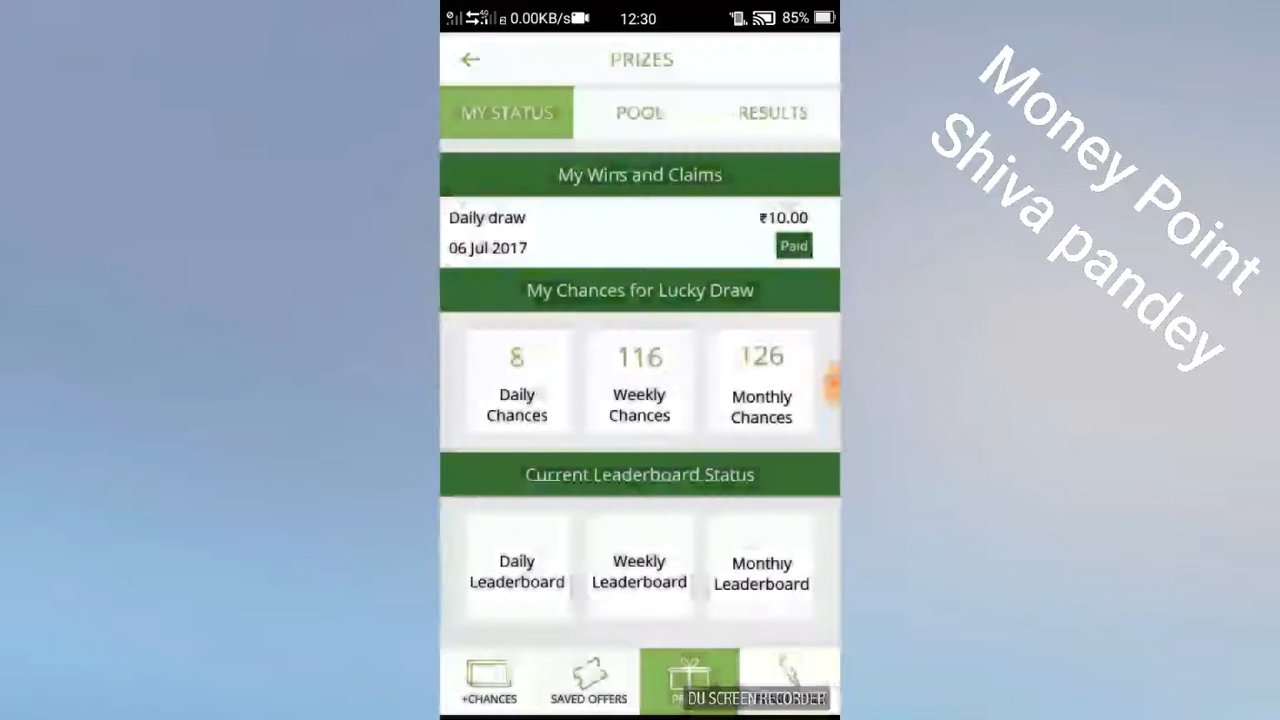 4G 0.00KB/s 12:30 85%
PRIZES
MY STATUS POOL RESULTS
My Wins and Claims
Daily draw ₹10.00
06 Jul 2017 Paid
My Chances for Lucky Draw
8 116 126
Daily Weekly Monthly
Chances Chances Chances
Current Leaderboard Status
Daily Weekly Monthly
Leaderboard Leaderboard Leaderboard
+CHANCES SAVED OFFERS
DU SCREEN RECORDER
Money Point
Shiva pandey